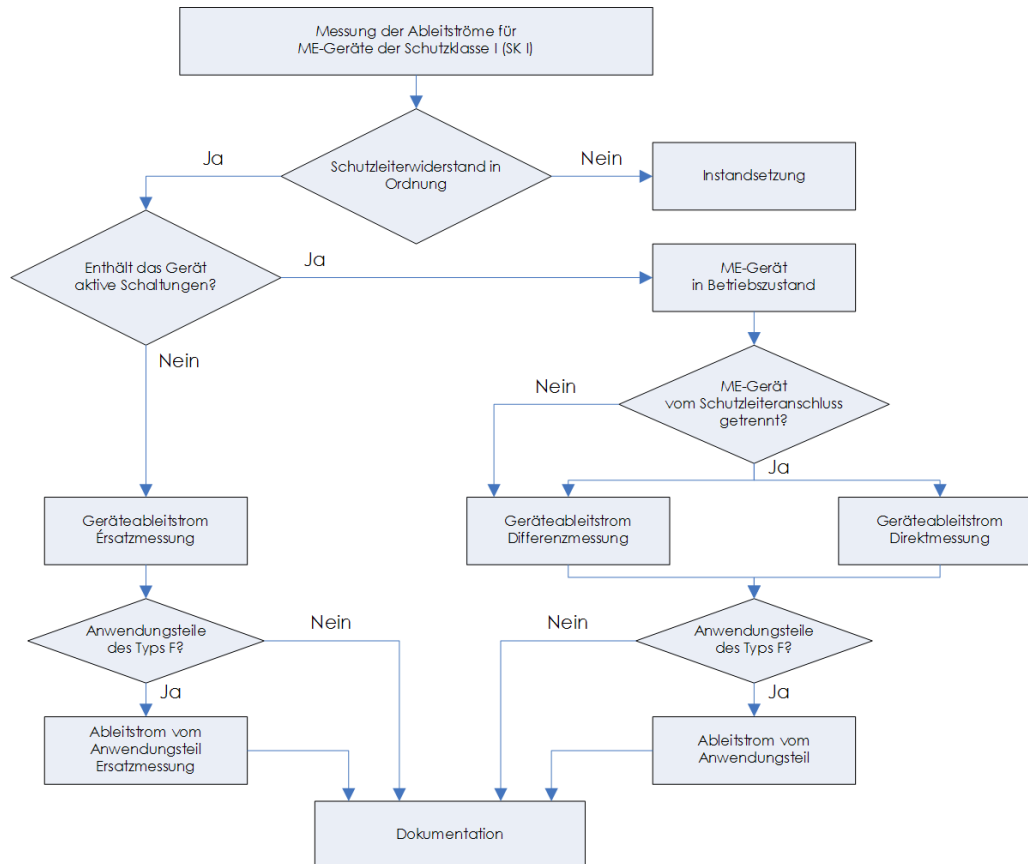 Messung der Ableitströme für
ME-Geräte der Schutzklasse I (SK I)
Ja
Schutzleiterwiderstand in
Ordnung
Nein
Instandsetzung
Enthält das Gerät
aktive Schaltungen?
Ja
ME-Gerät
in Betriebszustand
Nein
Nein
ME-Gerät
vom Schutzleiteranschluss
getrennt?
Ja
Geräteableitstrom
Érsatzmessung
Geräteableitstrom
Differenzmessung
Geräteableitstrom
Direktmessung
Anwendungsteile
des Typs F?
Nein
Ja
Nein
Anwendungsteile
des Typs F?
Ja
Ableitstrom vom
Anwendungsteil
Ersatzmessung
Ableitstrom vom
Anwendungsteil
Dokumentation